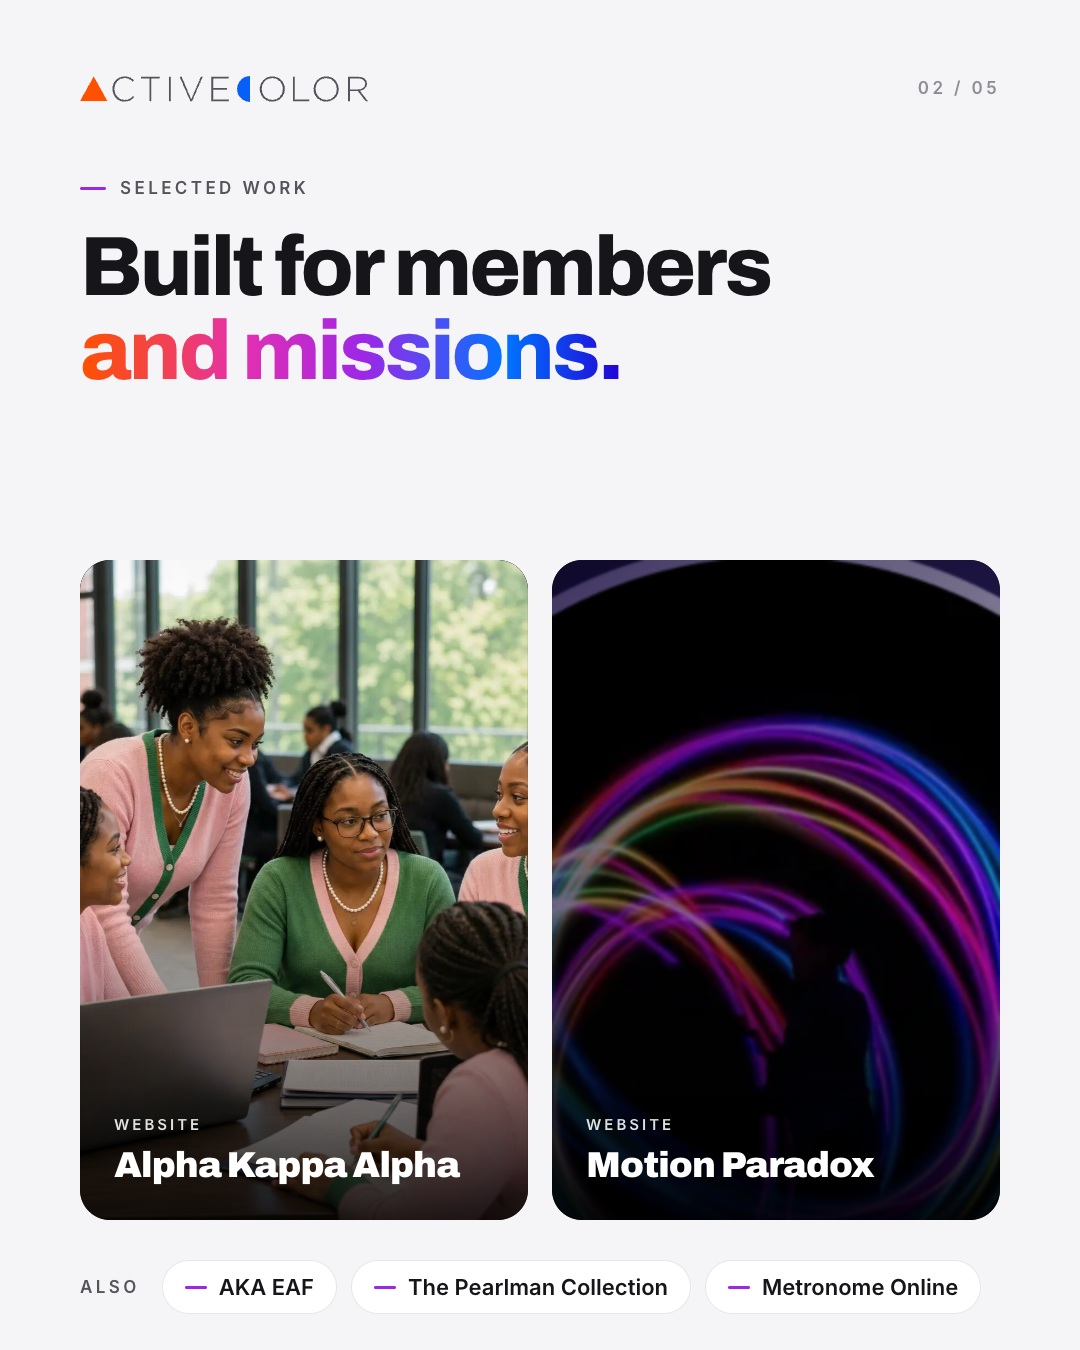 ACTIVECOLOR
02 / 05
SELECTED WORK
Built for members
and missions.
WEBSITE
Alpha Kappa Alpha
WEBSITE
Motion Paradox
ALSO
AKA EAF
The Pearlman Collection
Metronome Online